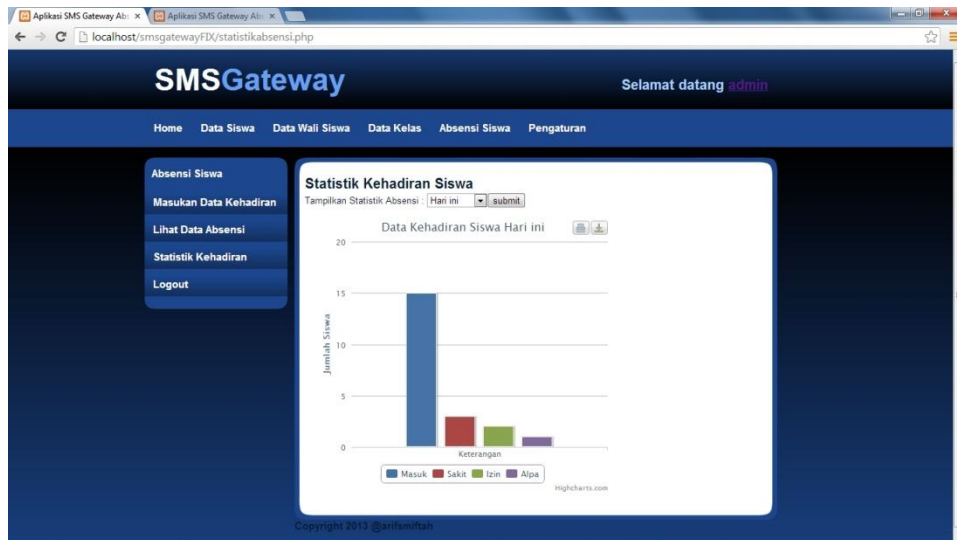 Aplikasi SMS Gateway Ab
Aplikasi SMS Gateway Ab
localhost/smsgatewayFIX/statistikabsensi.php
SMSGateway
Selamat datang admin
Home Data Siswa Data Wali Siswa Data Kelas Absensi Siswa Pengaturan
Absensi Siswa
Masukan Data Kehadiran
Lihat Data Absensi
Statistik Kehadiran
Logout
Statistik Kehadiran Siswa
Tampilkan Statistik Absensi : Hari ini submit
Data Kehadiran Siswa Hari ini
20
15
10
5
0
Jumlah Siswa
Keterangan
Masuk Sakit Izin Alpa
Highcharts.com
Copyright 2013 @arifsmiftah